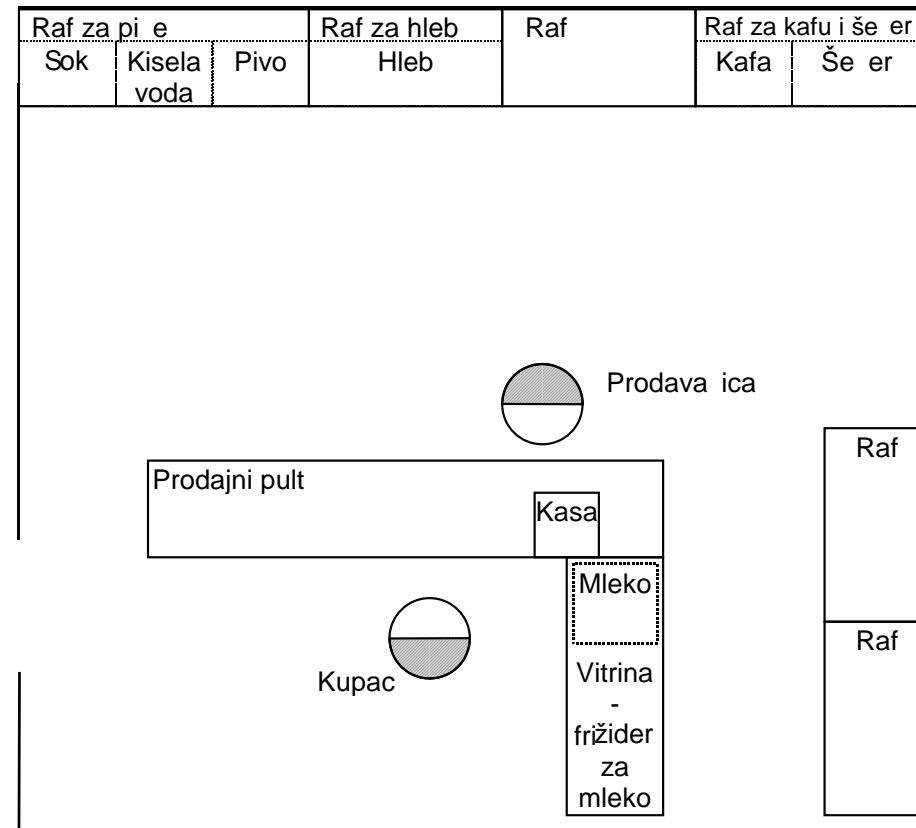 Raf za pi e
Raf za hleb
Raf
Raf za kafu i še er
Sok
Kisela
voda
Pivo
Hleb
Kafa
Še er
Prodava ica
Raf
Prodajni pult
Kasa
Mleko
Raf
Kupac
Vitrina
-
frižider
za
mleko